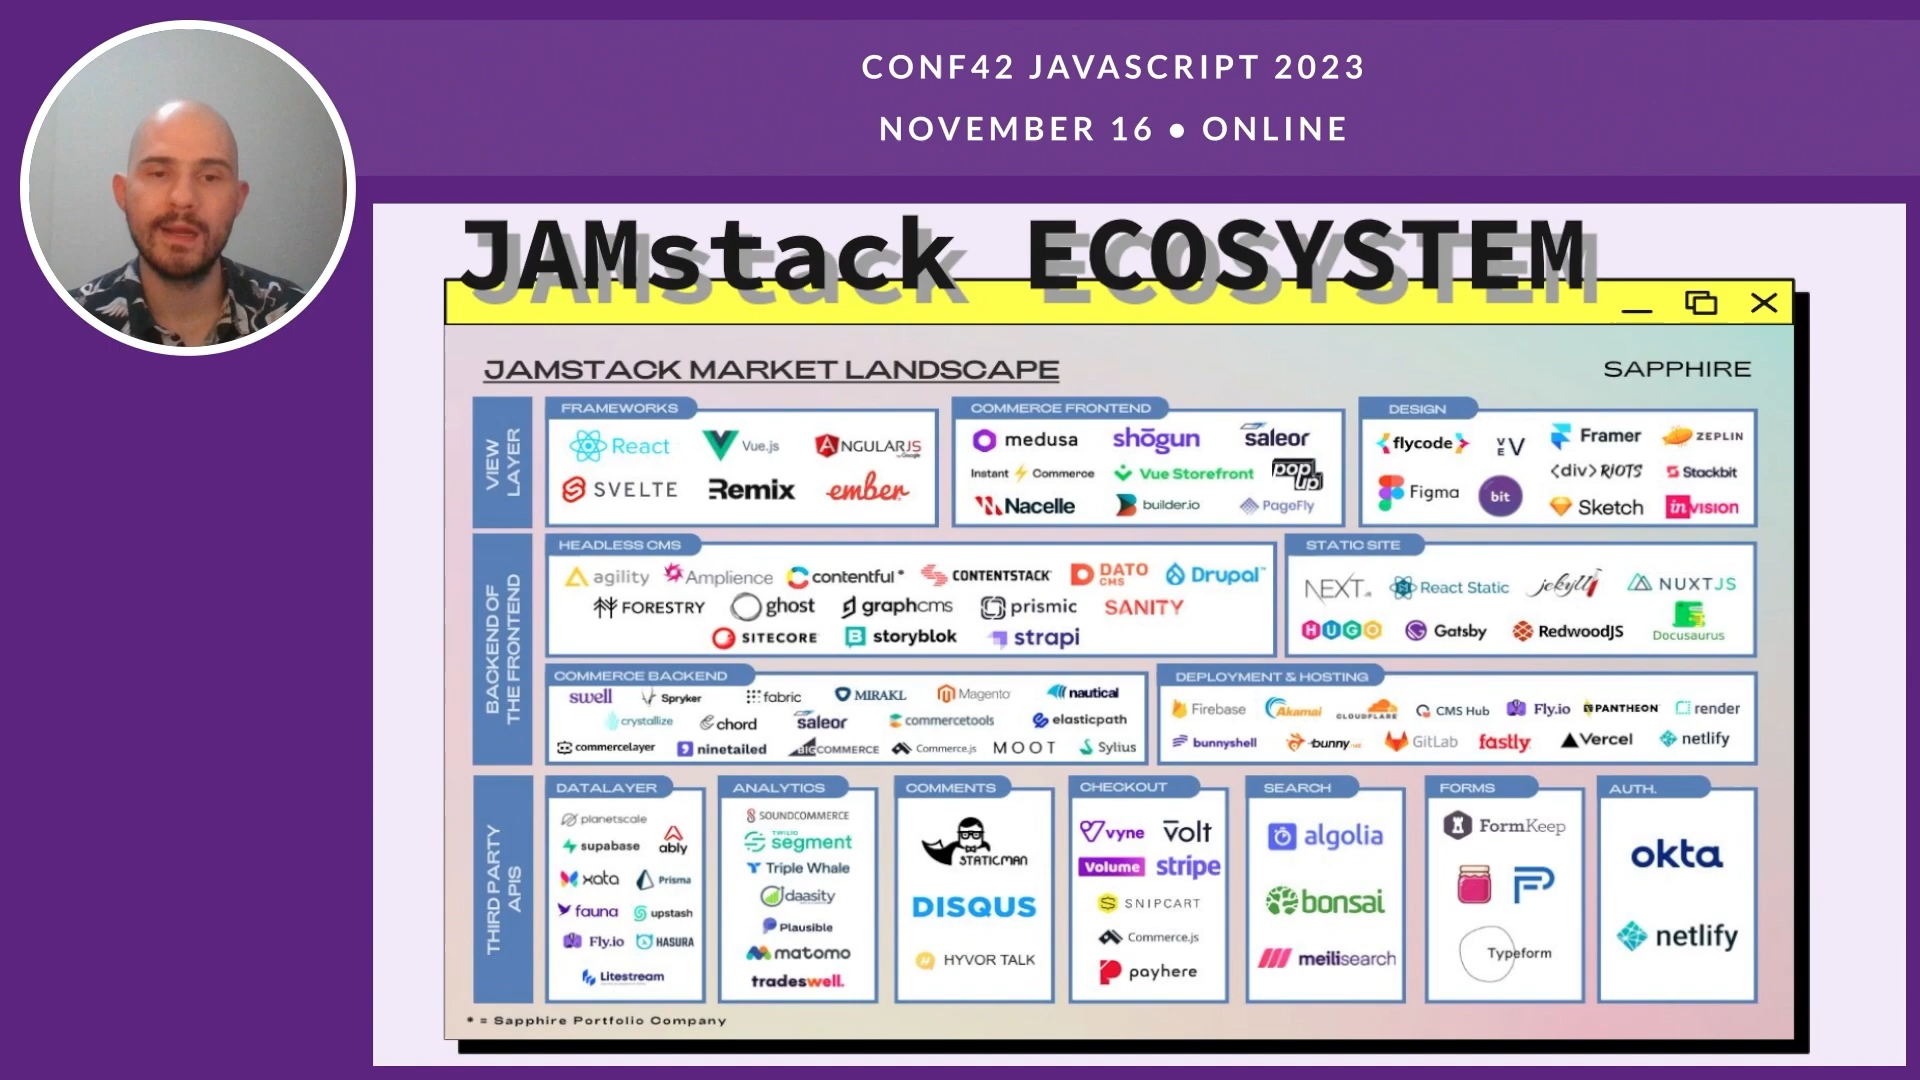 CONF42 JAVASCRIPT 2023
NOVEMBER 16 • ONLINE
JAMstack ECOSYSTEM
JAMSTACK MARKET LANDSCAPE
SAPPHIRE
VIEW
LAYER
FRAMEWORKS
React Vue.js ANGULARJS
by Google
SVELTE Remix ember
COMMERCE FRONTEND
medusa shōgun saleor
Instant Commerce Vue Storefront pop up
Nacelle builder.io PageFly
DESIGN
flycode VEV Framer ZEPLIN
<div>RIOTS Stackbit
Figma bit Sketch invision
BACKEND OF
THE FRONTEND
HEADLESS CMS
agility Amplience contentful* CONTENTSTACK DATO CMS Drupal™
FORESTRY ghost graphcms prismic SANITY
SITECORE storyblok strapi
STATIC SITE
NEXT.JS React Static jekyll NUXTJS
HUGO Gatsby RedwoodJS Docusaurus
COMMERCE BACKEND
swell Spryker fabric MIRAKL Magento nautical
crystallize chord saleor commercetools elasticpath
commercelayer ninetailed BIGCOMMERCE Commerce.js MOOT Sylius
DEPLOYMENT & HOSTING
Firebase Akamai CLOUDFLARE CMS Hub Fly.io PANTHEON render
bunnyshell bunny GitLab fastly Vercel netlify
THIRD PARTY
APIS
DATALAYER
planetscale
supabase ably
xata Prisma
fauna upstash
Fly.io HASURA
Litestream
ANALYTICS
SOUNDCOMMERCE
TWILIO
segment
Triple Whale
daasity
Plausible
matomo
tradeswell.
COMMENTS
STATICMAN
DISQUS
HYVOR TALK
CHECKOUT
vyne volt
Volume stripe
SNIPCART
Commerce.js
payhere
SEARCH
algolia
bonsai
meilisearch
FORMS
FormKeep
Typeform
AUTH.
okta
netlify
* = Sapphire Portfolio Company